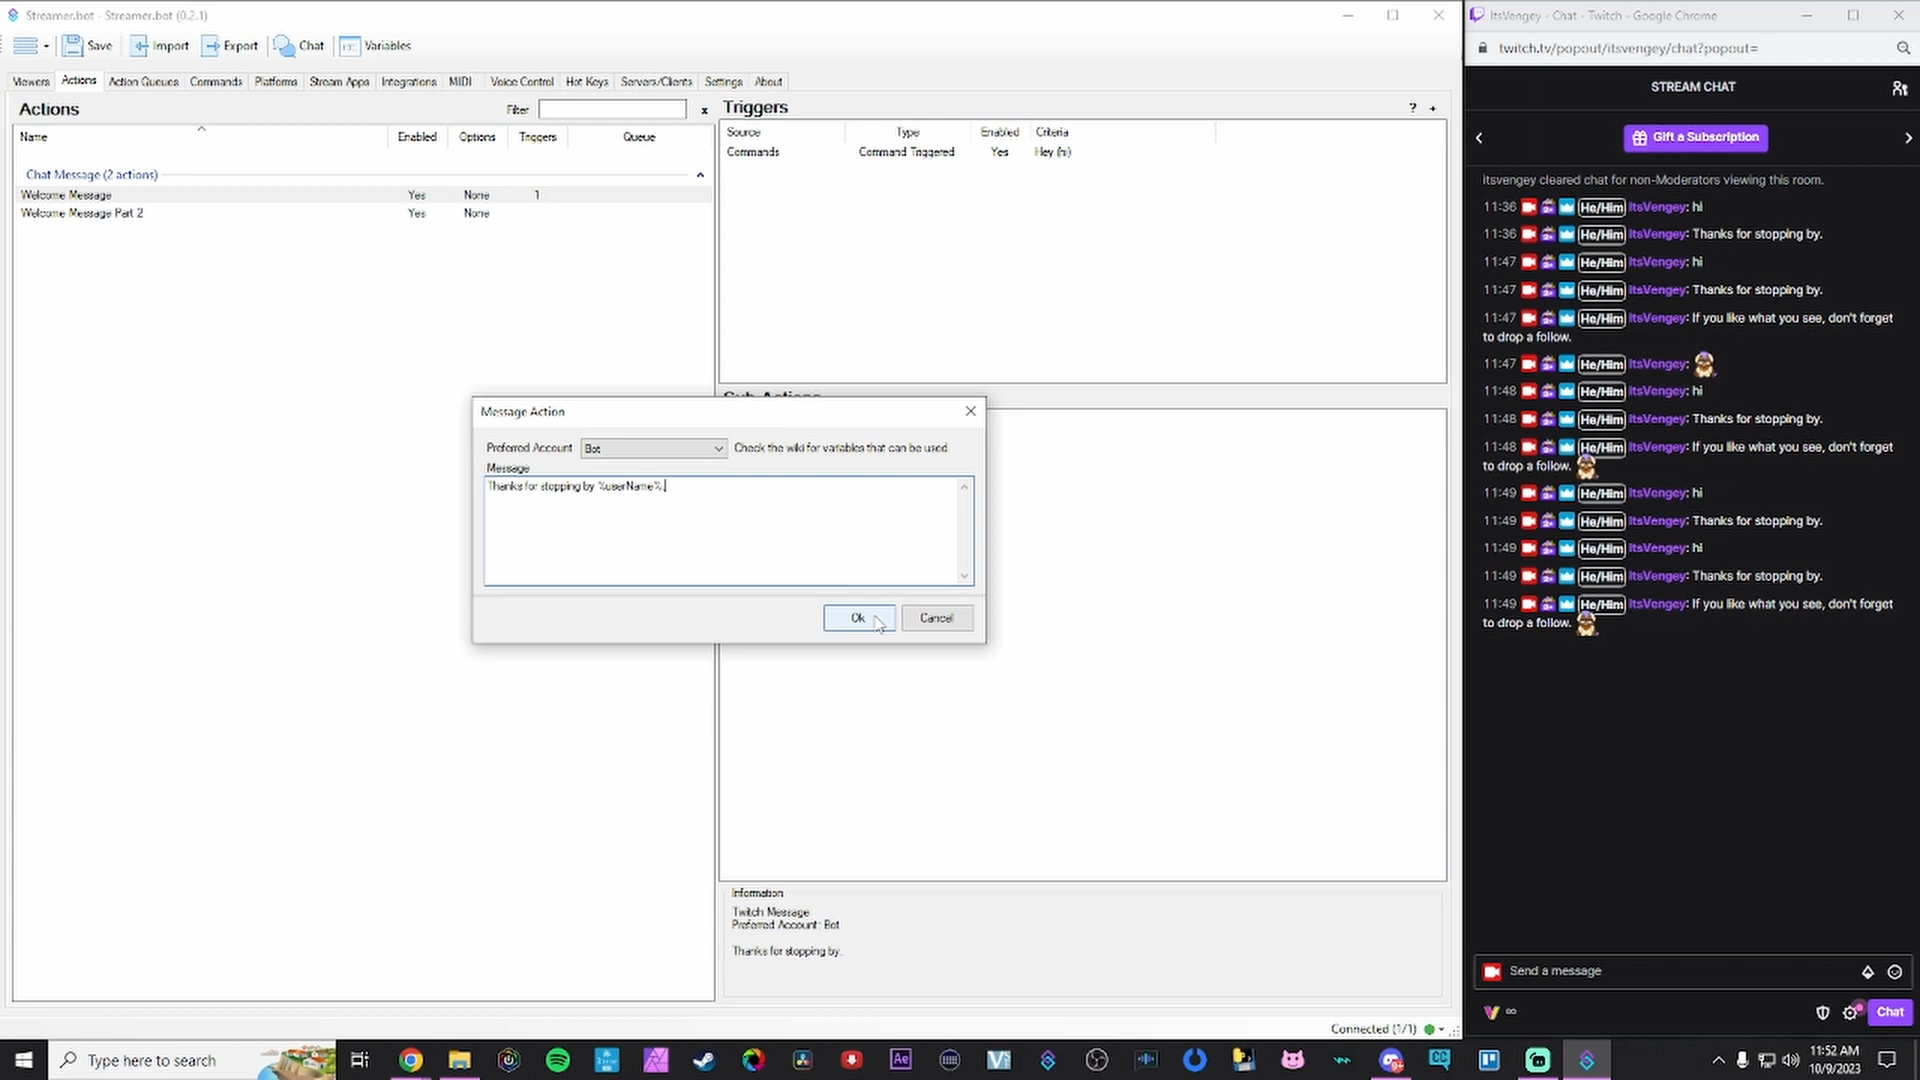 Streamer.bot - Streamer.bot (0.2.1)
Save
Import
Export
Chat
Variables
Viewers
Actions
Action Queues
Commands
Platforms
Stream Apps
Integrations
MIDI
Voice Control
Hot Keys
Servers/Clients
Settings
About
Actions
Filter
x
Name
Enabled
Options
Triggers
Queue
Chat Message (2 actions)
Welcome Message Yes None 1
Welcome Message Part 2 Yes None
Triggers
? +
Source Type Enabled Criteria
Commands Command Triggered Yes Hey (hi)
Sub-Actions
Message Action
Preferred Account Bot Check the wiki for variables that can be used
Message
Thanks for stopping by %userName%.
Ok
Cancel
Information
Twitch Message
Preferred Account: Bot
Thanks for stopping by.
Connected (1/1)
ItsVengey - Chat - Twitch - Google Chrome
twitch.tv/popout/itsvengey/chat?popout=
STREAM CHAT
Gift a Subscription
itsvengey cleared chat for non-Moderators viewing this room.
11:36 He/Him ItsVengey: hi
11:36 He/Him ItsVengey: Thanks for stopping by.
11:47 He/Him ItsVengey: hi
11:47 He/Him ItsVengey: Thanks for stopping by.
11:47 He/Him ItsVengey: If you like what you see, don't forget
to drop a follow.
11:47 He/Him ItsVengey:
11:48 He/Him ItsVengey: hi
11:48 He/Him ItsVengey: Thanks for stopping by.
11:48 He/Him ItsVengey: If you like what you see, don't forget
to drop a follow.
11:49 He/Him ItsVengey: hi
11:49 He/Him ItsVengey: Thanks for stopping by.
11:49 He/Him ItsVengey: hi
11:49 He/Him ItsVengey: Thanks for stopping by.
11:49 He/Him ItsVengey: If you like what you see, don't forget
to drop a follow.
Send a message
Chat
Type here to search
Ae
CC
11:52 AM
10/9/2023